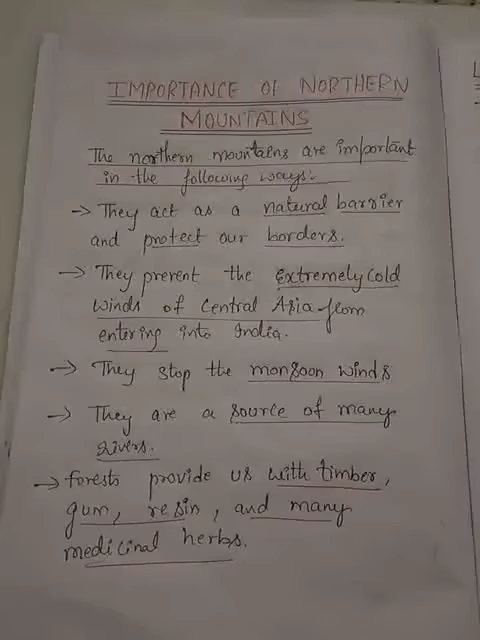 IMPORTANCE OF NORTHERN
MOUNTAINS
The northern mountains are important
in the following ways:-
→ They act as a natural barrier
and protect our borders.
→ They prevent the extremely cold
winds of Central Asia from
entering into India.
→ They stop the monsoon winds
→ They are a source of many
rivers.
→ Forests provide us with timber,
gum, resin, and many
medicinal herbs.